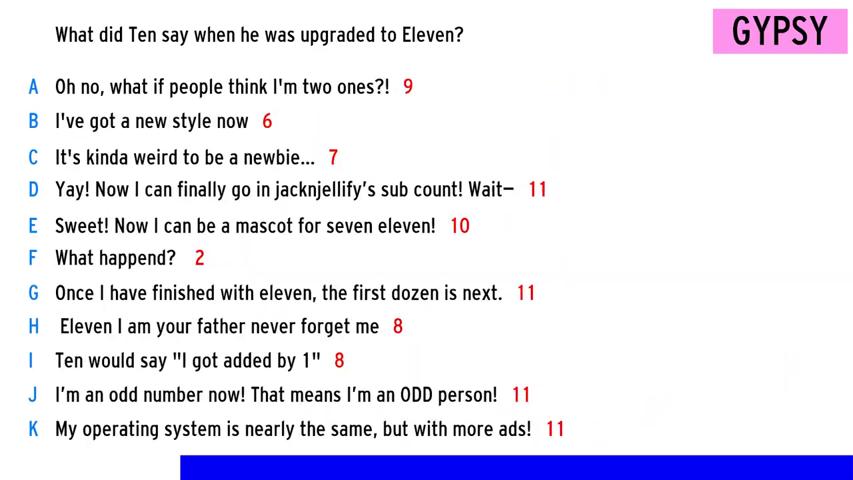 What did Ten say when he was upgraded to Eleven?
GYPSY
A Oh no, what if people think I'm two ones?! 9
B I've got a new style now 6
C It's kinda weird to be a newbie... 7
D Yay! Now I can finally go in jacknjellify's sub count! Wait– 11
E Sweet! Now I can be a mascot for seven eleven! 10
F What happend? 2
G Once I have finished with eleven, the first dozen is next. 11
H Eleven I am your father never forget me 8
I Ten would say "I got added by 1" 8
J I'm an odd number now! That means I'm an ODD person! 11
K My operating system is nearly the same, but with more ads! 11